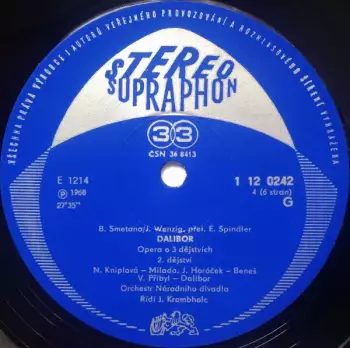 VŠECHNA PRÁVA VÝROBCE I AUTORŮ VEŘEJNÉHO PROVOZOVÁNÍ A ROZHLASOVÉHO ŠÍŘENÍ VYHRAZENA
STEREO
SUPRAPHON
33
ČSN 36 8413
E 1214
1 12 0242
℗ 1968
4 (6 stran)
27'35"
G
B. Smetana/J. Wenzig, přel. E. Spindler
DALIBOR
Opera o 3 dějstvích
2. dějství
N. Kniplová – Milada, J. Horáček – Beneš
V. Přibyl – Dalibor
Orchestr Národního divadla
Řídí J. Krombholc